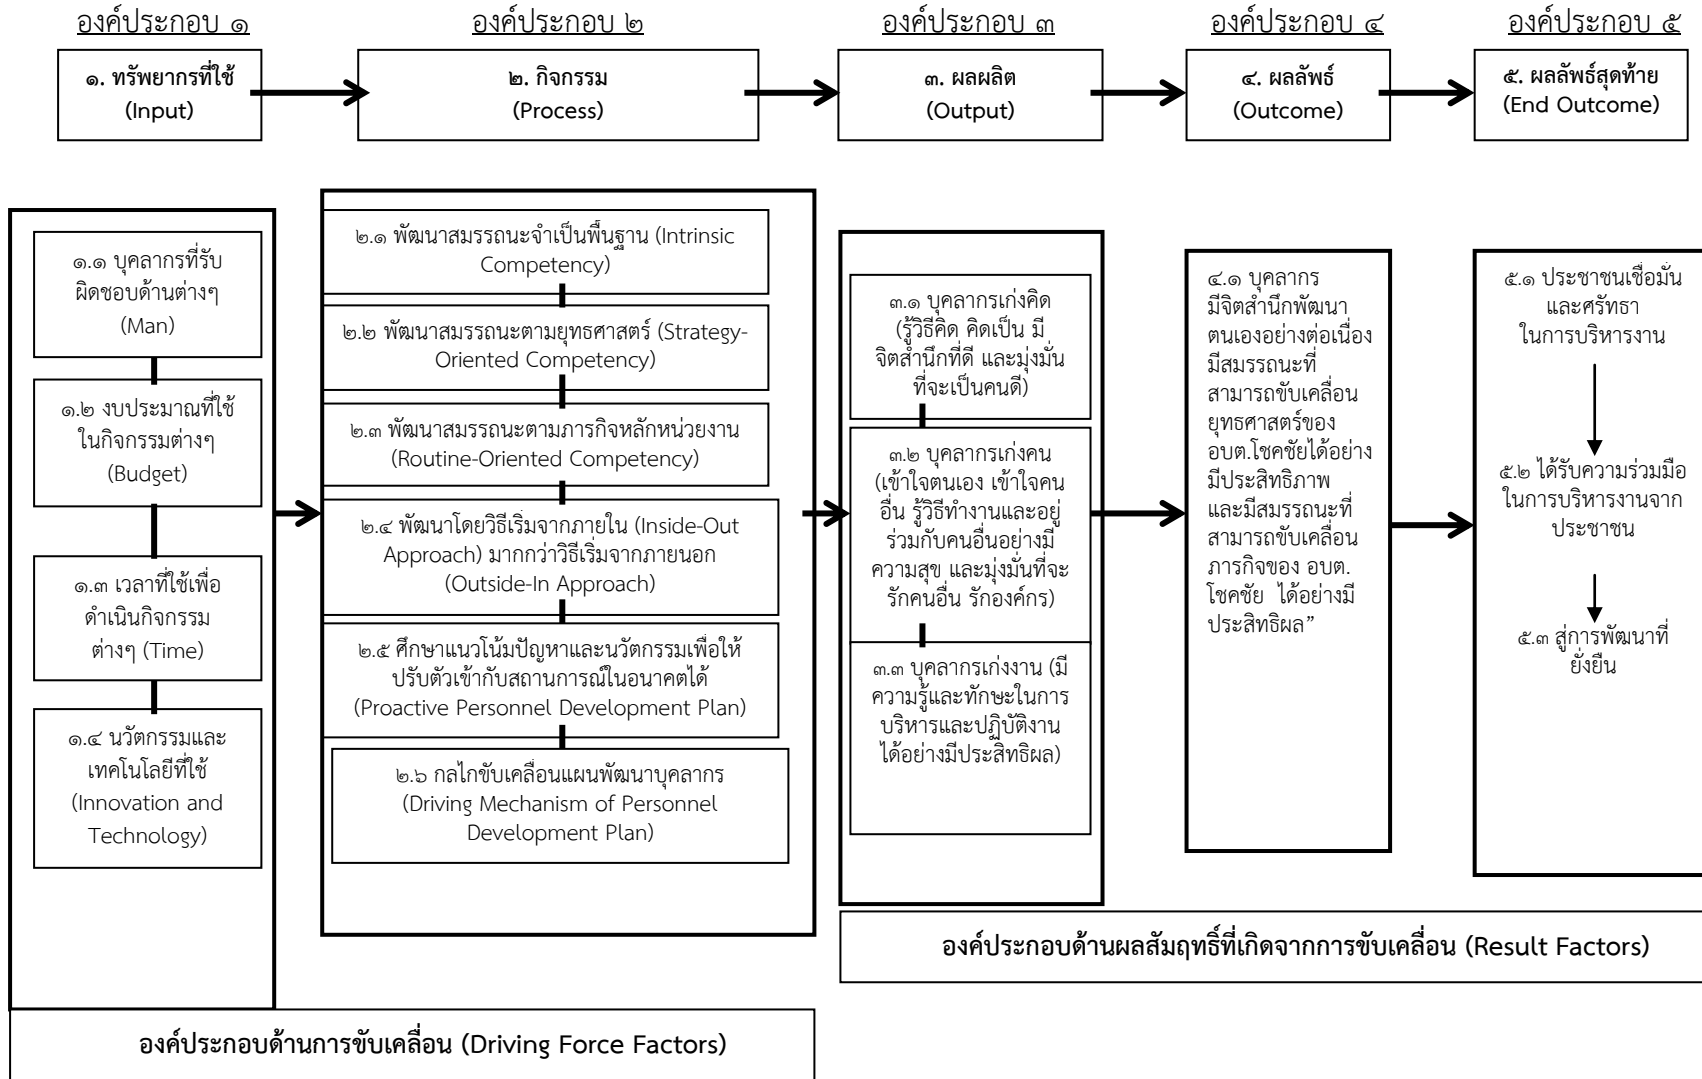 องค์ประกอบ ๑
องค์ประกอบ ๒
องค์ประกอบ ๓
องค์ประกอบ ๔
องค์ประกอบ ๕
๑. ทรัพยากรที่ใช้
(Input)
๒. กิจกรรม
(Process)
๓. ผลผลิต
(Output)
๔. ผลลัพธ์
(Outcome)
๕. ผลลัพธ์สุดท้าย
(End Outcome)
๑.๑ บุคลากรที่รับ
ผิดชอบด้านต่างๆ
(Man)
๑.๒ งบประมาณที่ใช้
ในกิจกรรมต่างๆ
(Budget)
๑.๓ เวลาที่ใช้เพื่อ
ดำเนินกิจกรรม
ต่างๆ (Time)
๑.๔ นวัตกรรมและ
เทคโนโลยีที่ใช้
(Innovation and
Technology)
๒.๑ พัฒนาสมรรถนะจำเป็นพื้นฐาน (Intrinsic
Competency)
๒.๒ พัฒนาสมรรถนะตามยุทธศาสตร์ (Strategy-
Oriented Competency)
๒.๓ พัฒนาสมรรถนะตามภารกิจหลักหน่วยงาน
(Routine-Oriented Competency)
๒.๔ พัฒนาโดยวิธีเริ่มจากภายใน (Inside-Out
Approach) มากกว่าวิธีเริ่มจากภายนอก
(Outside-In Approach)
๒.๕ ศึกษาแนวโน้มปัญหาและนวัตกรรมเพื่อให้
ปรับตัวเข้ากับสถานการณ์ในอนาคตได้
(Proactive Personnel Development Plan)
๒.๖ กลไกขับเคลื่อนแผนพัฒนาบุคลากร
(Driving Mechanism of Personnel
Development Plan)
๓.๑ บุคลากรเก่งคิด
(รู้วิธีคิด คิดเป็น มี
จิตสำนึกที่ดี และมุ่งมั่น
ที่จะเป็นคนดี)
๓.๒ บุคลากรเก่งคน
(เข้าใจตนเอง เข้าใจคน
อื่น รู้วิธีทำงานและอยู่
ร่วมกับคนอื่นอย่างมี
ความสุข และมุ่งมั่นที่จะ
รักคนอื่น รักองค์กร)
๓.๓ บุคลากรเก่งงาน (มี
ความรู้และทักษะในการ
บริหารและปฏิบัติงาน
ได้อย่างมีประสิทธิผล)
๔.๑ บุคลากร
มีจิตสำนึกพัฒนา
ตนเองอย่างต่อเนื่อง
มีสมรรถนะที่
สามารถขับเคลื่อน
ยุทธศาสตร์ของ
อบต.โชคชัยได้อย่าง
มีประสิทธิภาพ
และมีสมรรถนะที่
สามารถขับเคลื่อน
ภารกิจของ อบต.
โชคชัย ได้อย่างมี
ประสิทธิผล”
๕.๑ ประชาชนเชื่อมั่น
และศรัทธา
ในการบริหารงาน
๕.๒ ได้รับความร่วมมือ
ในการบริหารงานจาก
ประชาชน
๕.๓ สู่การพัฒนาที่
ยั่งยืน
องค์ประกอบด้านผลสัมฤทธิ์ที่เกิดจากการขับเคลื่อน (Result Factors)
องค์ประกอบด้านการขับเคลื่อน (Driving Force Factors)